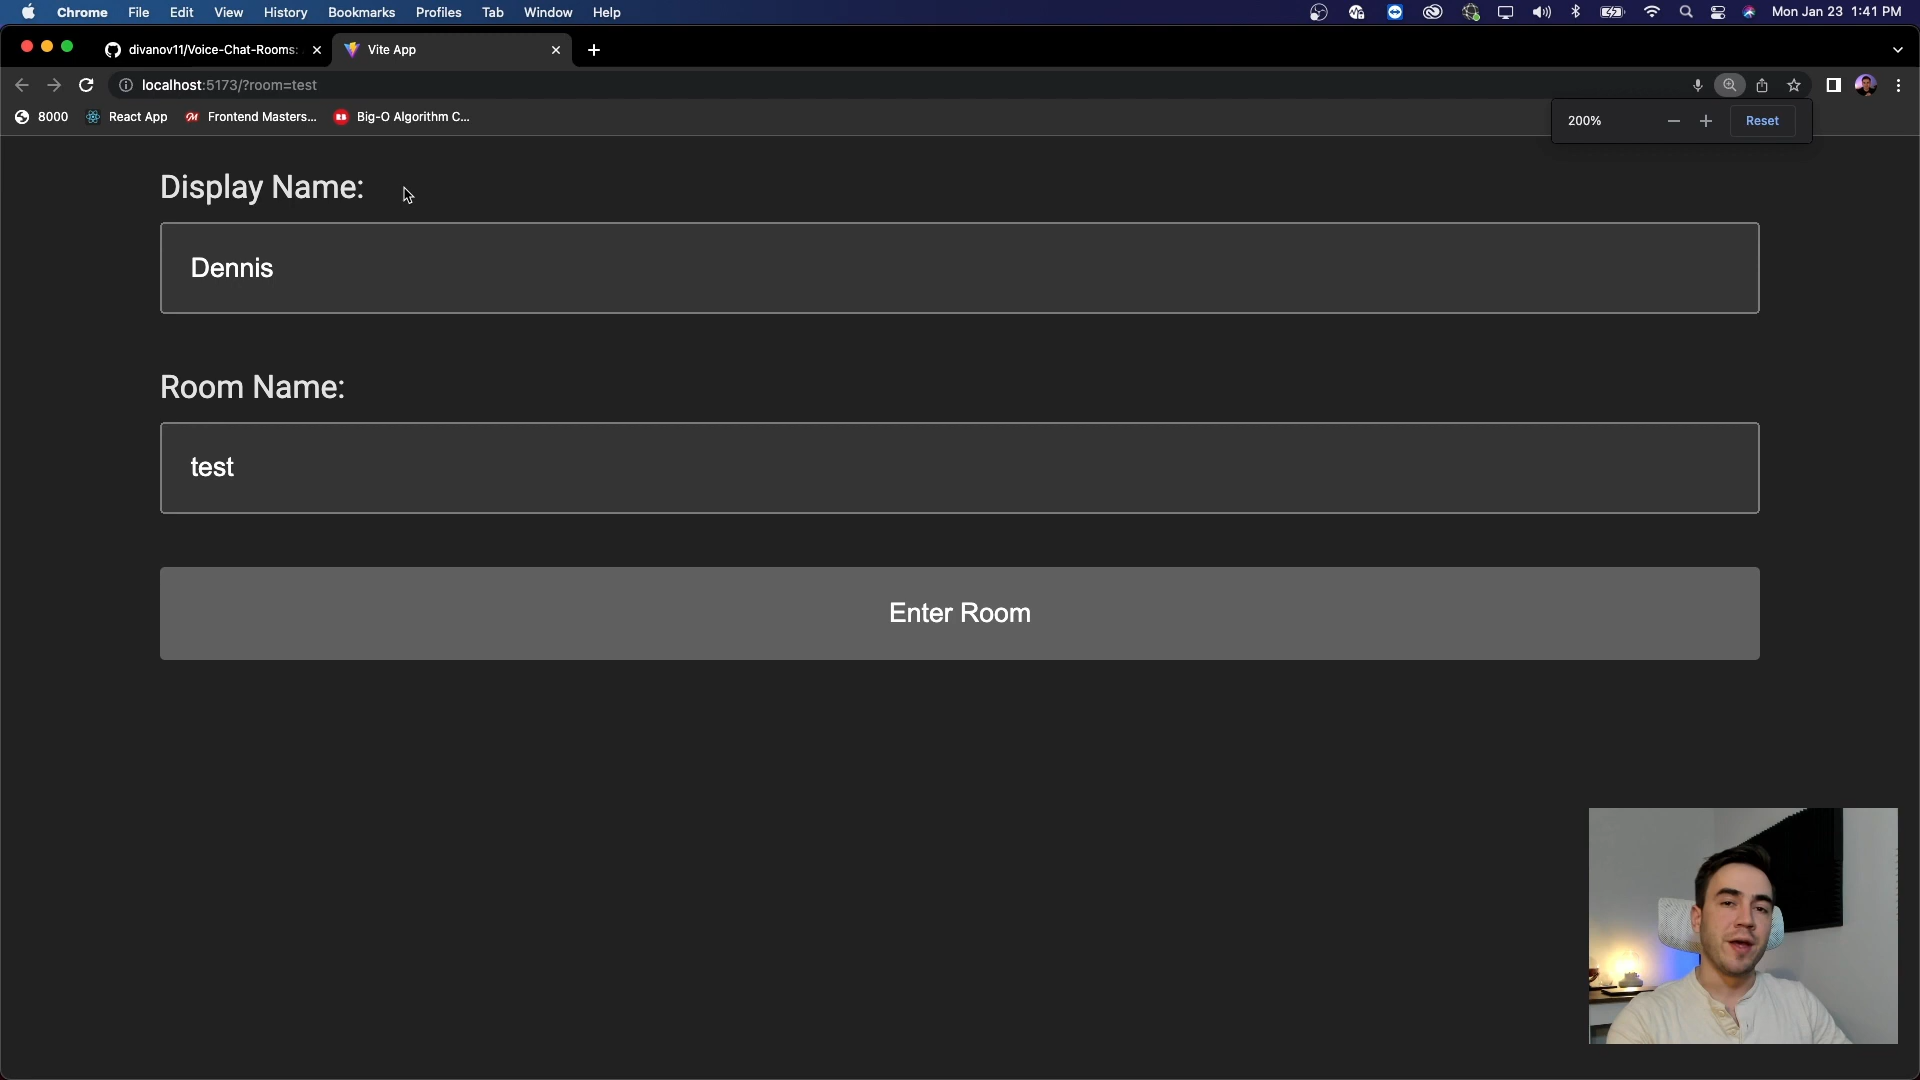 Chrome File Edit View History Bookmarks Profiles Tab Window Help Mon Jan 23 1:41 PM
divanov11/Voice-Chat-Rooms: Vite App
localhost:5173/?room=test
8000 React App Frontend Masters... Big-O Algorithm C...
200% Reset
Display Name:
Dennis
Room Name:
test
Enter Room